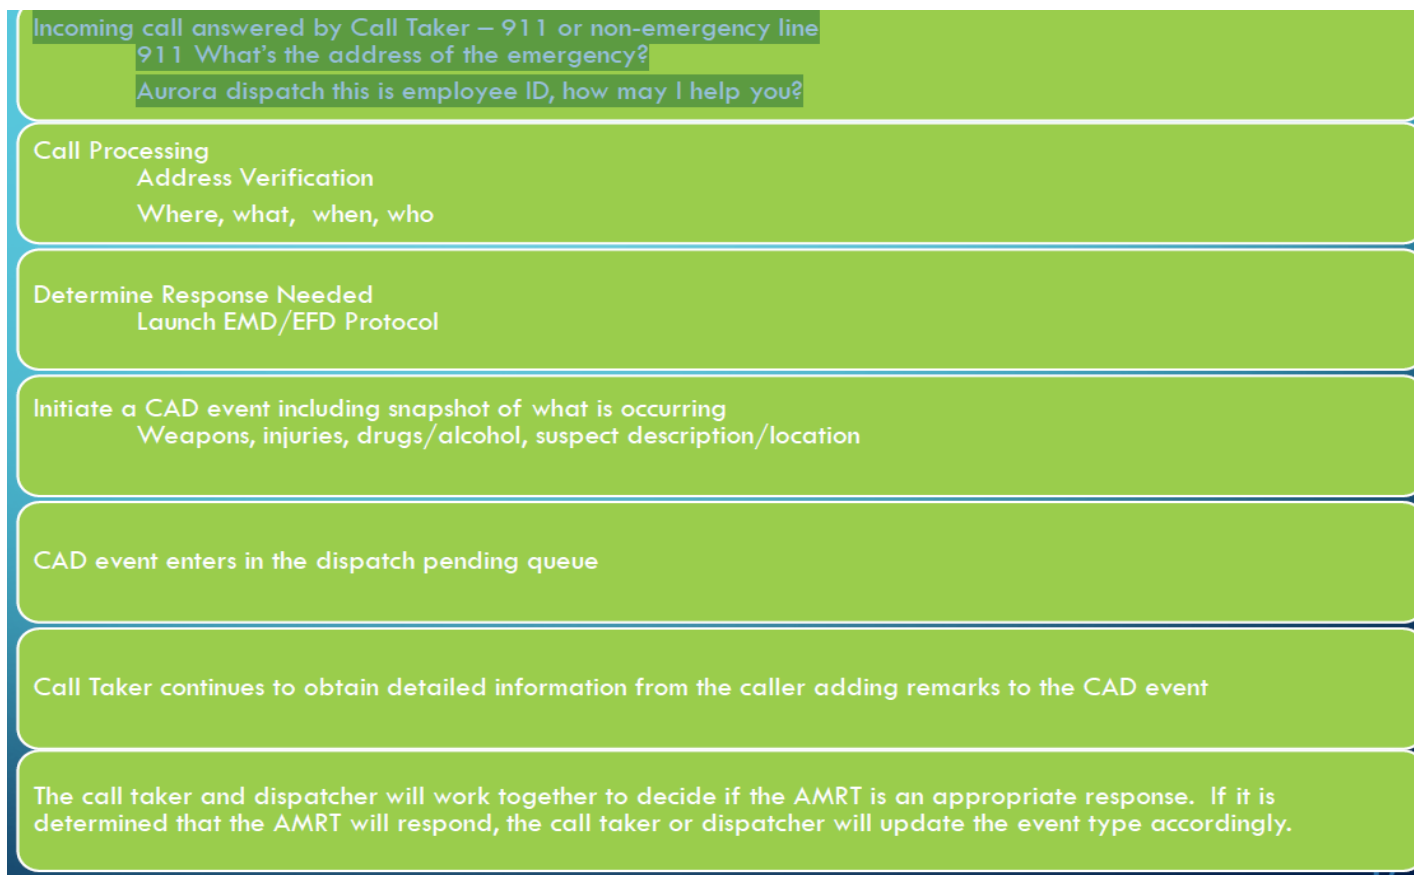 Incoming call answered by Call Taker – 911 or non-emergency line
911 What's the address of the emergency?
Aurora dispatch this is employee ID, how may I help you?
Call Processing
Address Verification
Where, what,  when, who
Determine Response Needed
Launch EMD/EFD Protocol
Initiate a CAD event including snapshot of what is occurring
Weapons, injuries, drugs/alcohol, suspect description/location
CAD event enters in the dispatch pending queue
Call Taker continues to obtain detailed information from the caller adding remarks to the CAD event
The call taker and dispatcher will work together to decide if the AMRT is an appropriate response.  If it is
determined that the AMRT will respond, the call taker or dispatcher will update the event type accordingly.